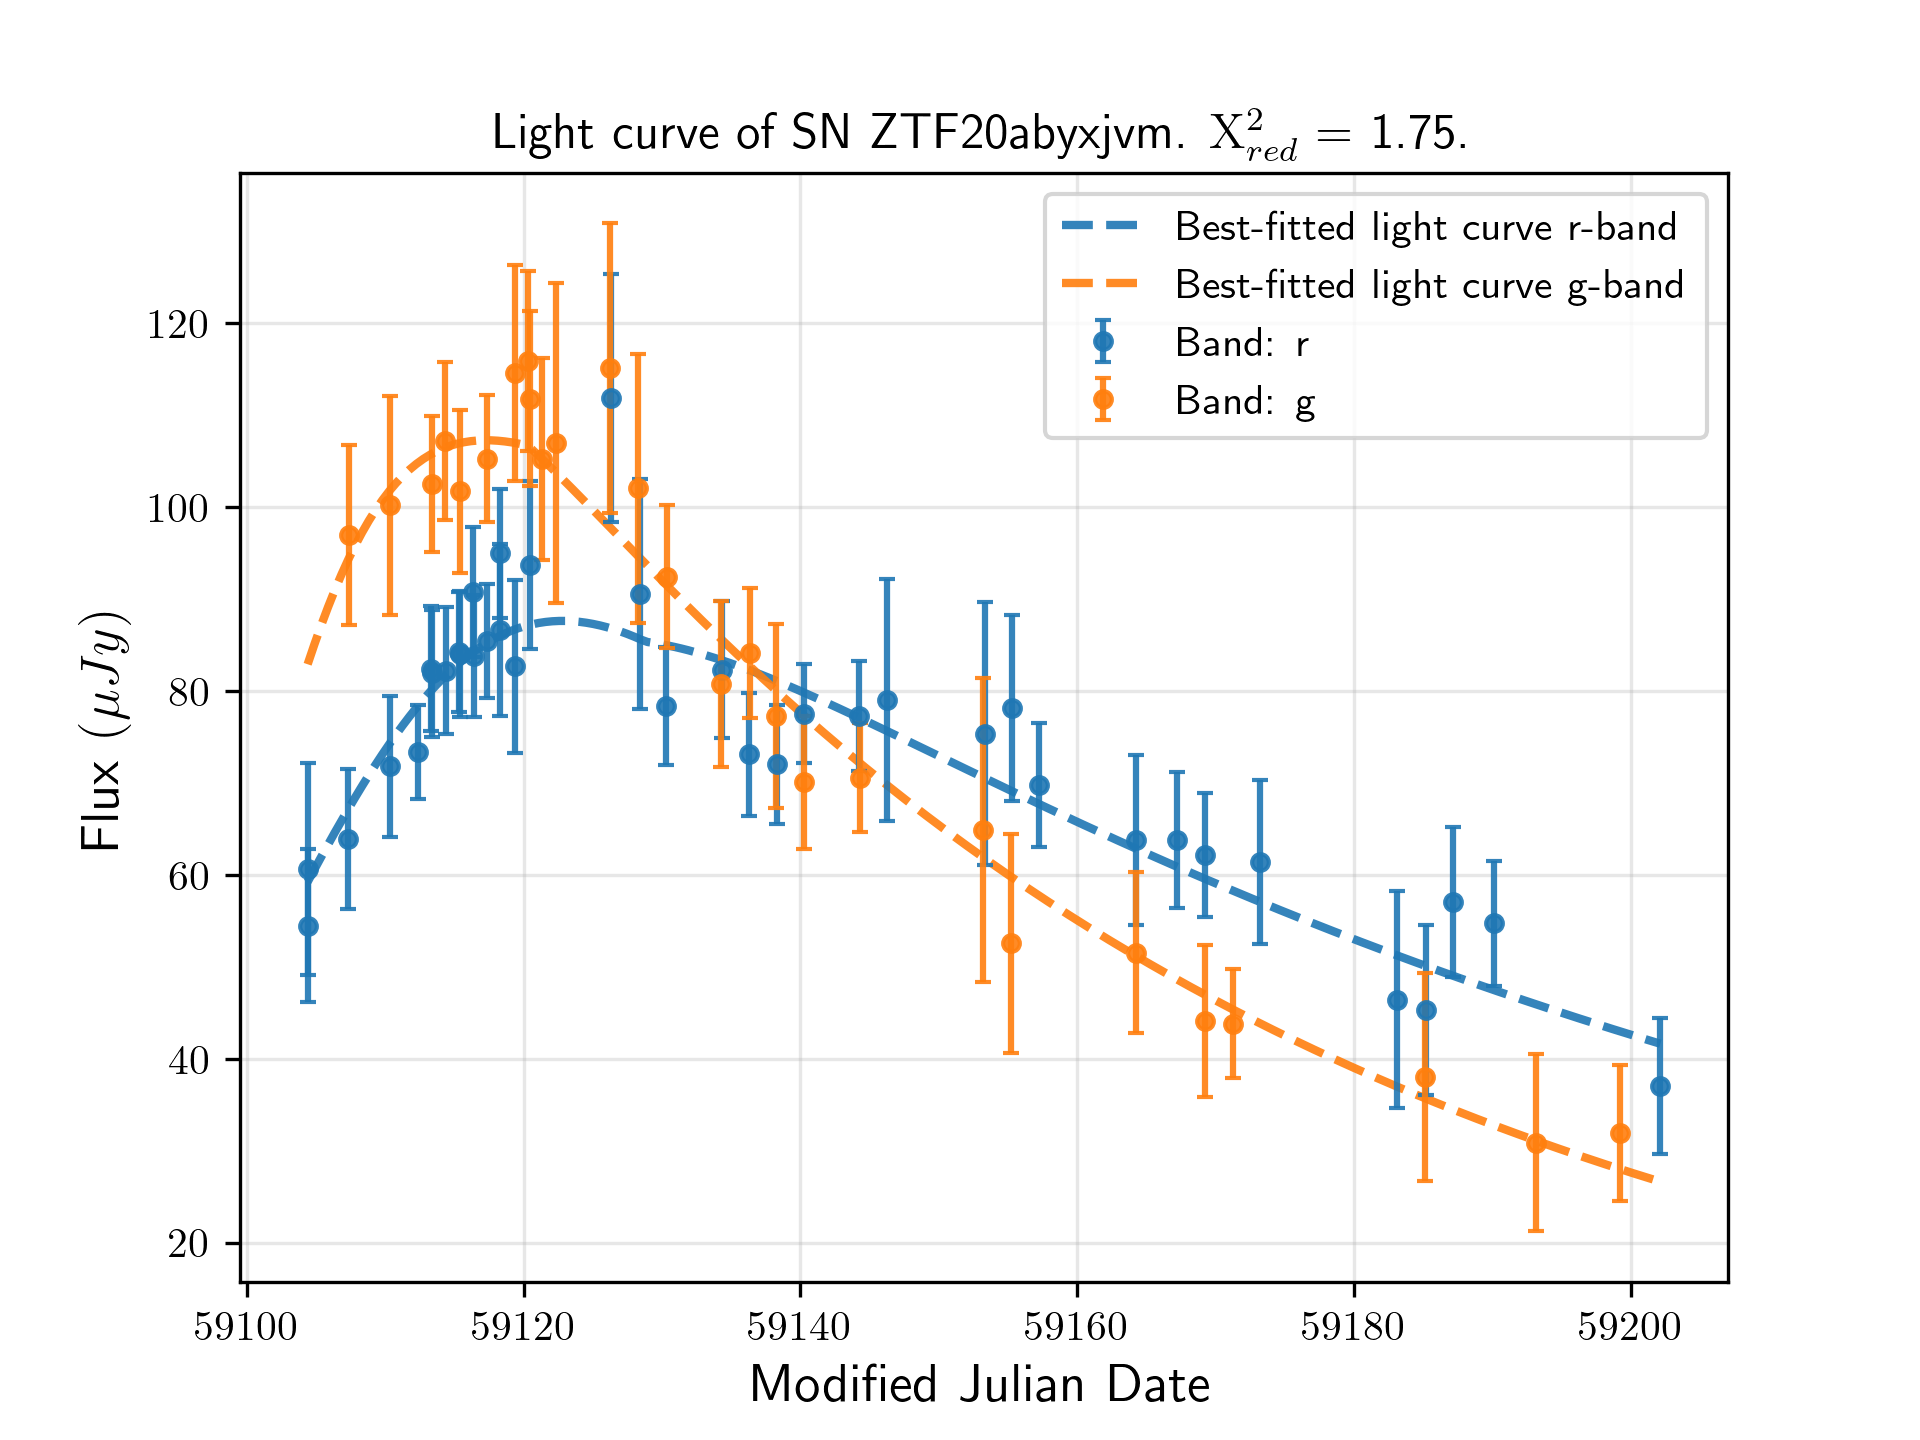 Light curve of SN ZTF20abyxjvm. X²_red = 1.75.
Best-fitted light curve r-band
Best-fitted light curve g-band
Band: r
Band: g
Flux (μJy)
120
100
80
60
40
20
59100 59120 59140 59160 59180 59200
Modified Julian Date